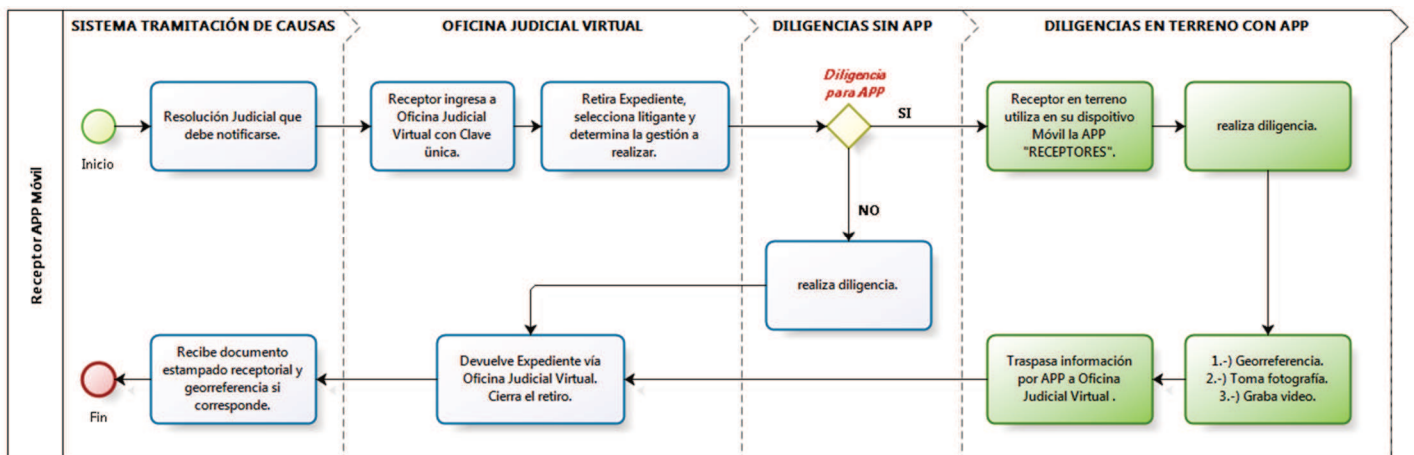 SISTEMA TRAMITACIÓN DE CAUSAS
OFICINA JUDICIAL VIRTUAL
DILIGENCIAS SIN APP
DILIGENCIAS EN TERRENO CON APP
Receptor APP Móvil
Inicio
Resolución Judicial que
debe notificarse.
Receptor ingresa a
Oficina Judicial
Virtual con Clave
ünica.
Retira Expediente,
selecciona litigante y
determina la gestión a
realizar.
Diligencia
para APP
SI
NO
Receptor en terreno
utiliza en su dispoitivo
Móvil la APP
"RECEPTORES".
realiza diligencia.
realiza diligencia.
Fin
Recibe documento
estampado receptorial y
georreferencia si
corresponde.
Devuelve Expediente vía
Oficina Judicial Virtual.
Cierra el retiro.
Traspasa información
por APP a Oficina
Judicial Virtual .
1.-) Georreferencia.
2.-) Toma fotografía.
3.-) Graba video.